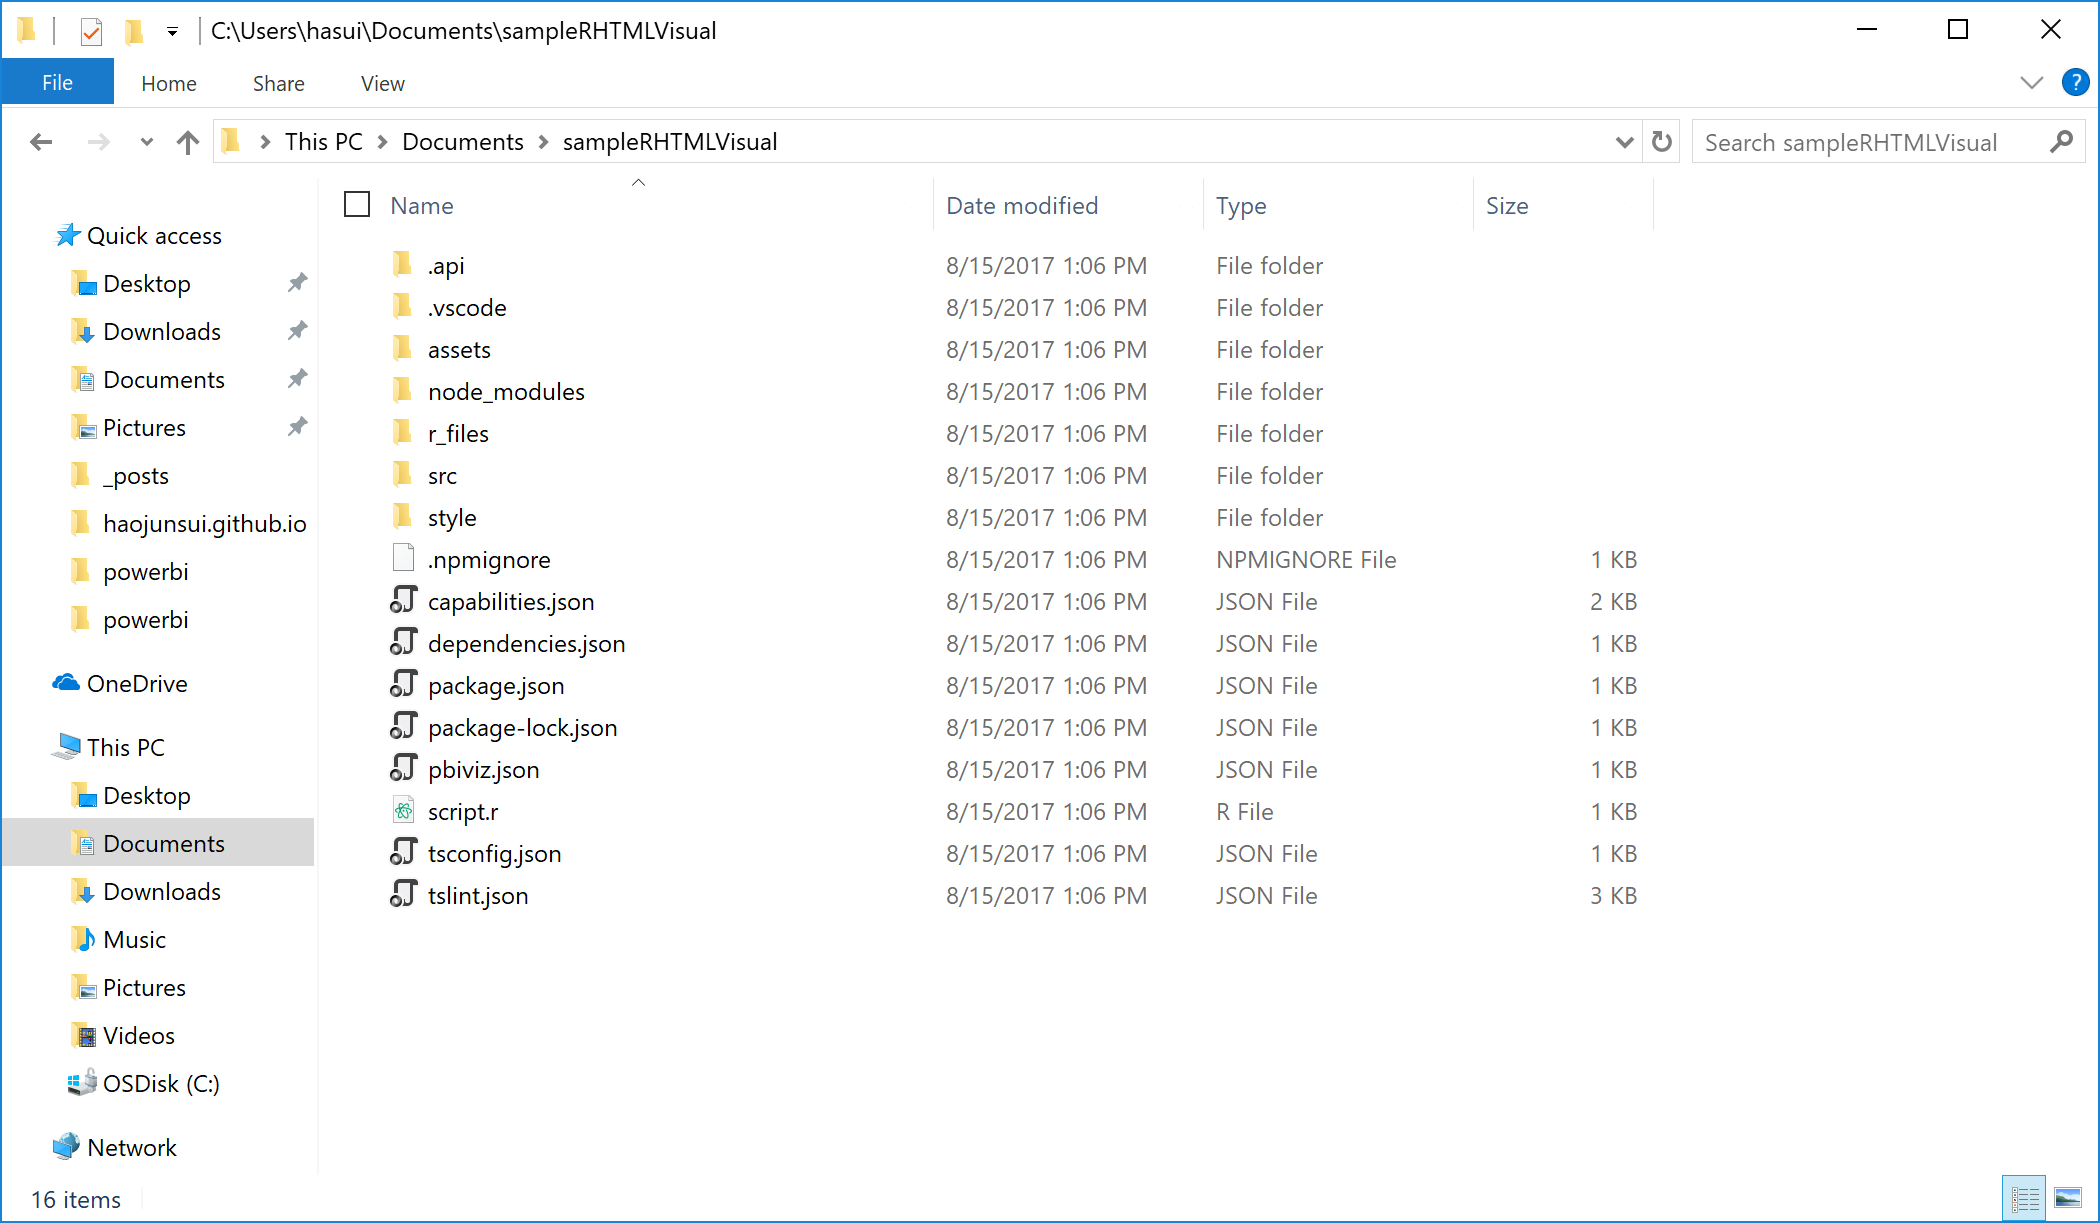 C:\Users\hasui\Documents\sampleRHTMLVisual
File Home Share View ?
This PC Documents sampleRHTMLVisual Search sampleRHTMLVisual
Quick access
Desktop
Downloads
Documents
Pictures
_posts
haojunsui.github.io
powerbi
powerbi
OneDrive
This PC
Desktop
Documents
Downloads
Music
Pictures
Videos
OSDisk (C:)
Network
Name Date modified Type Size
.api 8/15/2017 1:06 PM File folder
.vscode 8/15/2017 1:06 PM File folder
assets 8/15/2017 1:06 PM File folder
node_modules 8/15/2017 1:06 PM File folder
r_files 8/15/2017 1:06 PM File folder
src 8/15/2017 1:06 PM File folder
style 8/15/2017 1:06 PM File folder
.npmignore 8/15/2017 1:06 PM NPMIGNORE File 1 KB
capabilities.json 8/15/2017 1:06 PM JSON File 2 KB
dependencies.json 8/15/2017 1:06 PM JSON File 1 KB
package.json 8/15/2017 1:06 PM JSON File 1 KB
package-lock.json 8/15/2017 1:06 PM JSON File 1 KB
pbiviz.json 8/15/2017 1:06 PM JSON File 1 KB
script.r 8/15/2017 1:06 PM R File 1 KB
tsconfig.json 8/15/2017 1:06 PM JSON File 1 KB
tslint.json 8/15/2017 1:06 PM JSON File 3 KB
16 items